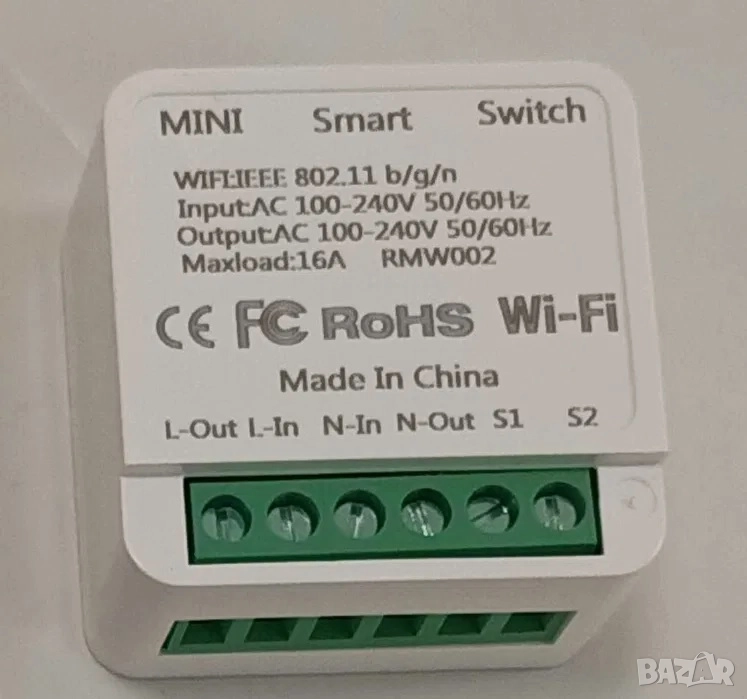 MINI Smart Switch
WIFI:IEEE 802.11 b/g/n
Input:AC 100-240V 50/60Hz
Output:AC 100-240V 50/60Hz
Maxload:16A RMW002
CE FC RoHS Wi-Fi
Made In China
L-Out L-In N-In N-Out S1 S2
BAZAR